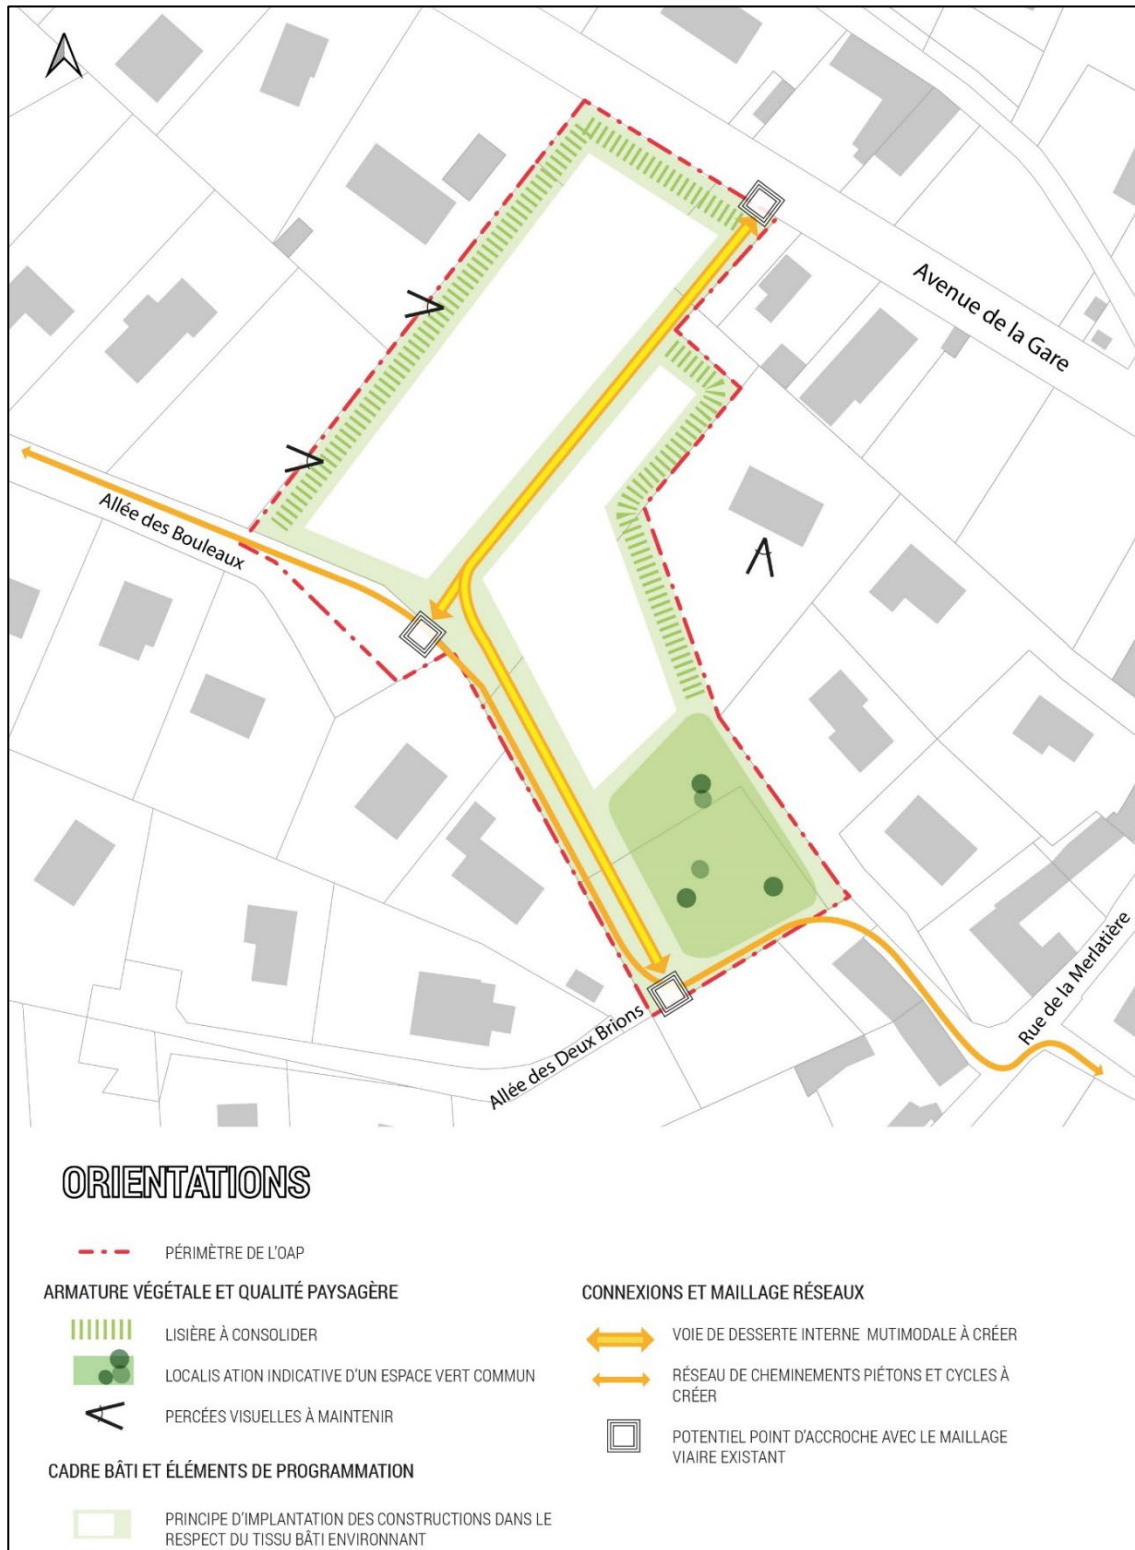 Avenue de la Gare
Allée des Bouleaux
Rue de la Merlatière
Allée des Deux Brions
ORIENTATIONS
PÉRIMÈTRE DE L'OAP
ARMATURE VÉGÉTALE ET QUALITÉ PAYSAGÈRE
LISIÈRE À CONSOLIDER
LOCALIS ATION INDICATIVE D'UN ESPACE VERT COMMUN
PERCÉES VISUELLES À MAINTENIR
CADRE BÂTI ET ÉLÉMENTS DE PROGRAMMATION
PRINCIPE D'IMPLANTATION DES CONSTRUCTIONS DANS LE
RESPECT DU TISSU BÂTI ENVIRONNANT
CONNEXIONS ET MAILLAGE RÉSEAUX
VOIE DE DESSERTE INTERNE MUTIMODALE À CRÉER
RÉSEAU DE CHEMINEMENTS PIÉTONS ET CYCLES À
CRÉER
POTENTIEL POINT D'ACCROCHE AVEC LE MAILLAGE
VIAIRE EXISTANT